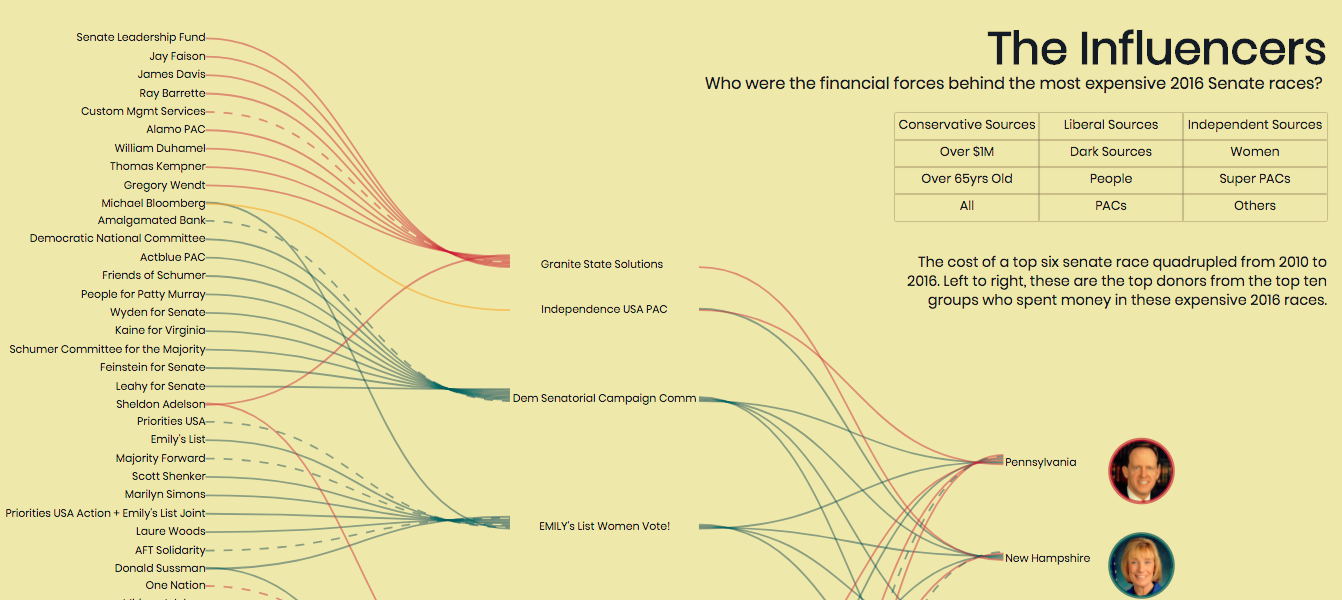 The Influencers
Who were the financial forces behind the most expensive 2016 Senate races?
Conservative Sources Liberal Sources Independent Sources
Over $1M Dark Sources Women
Over 65yrs Old People Super PACs
All PACs Others
The cost of a top six senate race quadrupled from 2010 to
2016. Left to right, these are the top donors from the top ten
groups who spent money in these expensive 2016 races.
Senate Leadership Fund
Jay Faison
James Davis
Ray Barrette
Custom Mgmt Services
Alamo PAC
William Duhamel
Thomas Kempner
Gregory Wendt
Michael Bloomberg
Amalgamated Bank
Democratic National Committee
Actblue PAC
Friends of Schumer
People for Patty Murray
Wyden for Senate
Kaine for Virginia
Schumer Committee for the Majority
Feinstein for Senate
Leahy for Senate
Sheldon Adelson
Priorities USA
Emily's List
Majority Forward
Scott Shenker
Marilyn Simons
Priorities USA Action + Emily's List Joint
Laure Woods
AFT Solidarity
Donald Sussman
One Nation
Granite State Solutions
Independence USA PAC
Dem Senatorial Campaign Comm
EMILY's List Women Vote!
Pennsylvania
New Hampshire